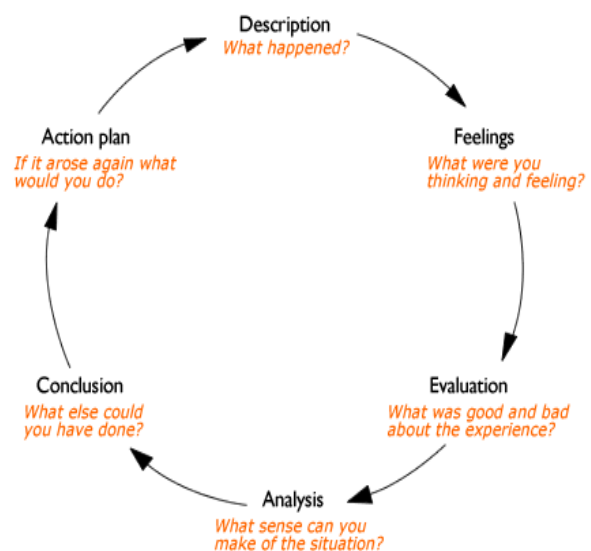 Description
What happened?
Feelings
What were you
thinking and feeling?
Evaluation
What was good and bad
about the experience?
Analysis
What sense can you
make of the situation?
Conclusion
What else could
you have done?
Action plan
If it arose again what
would you do?